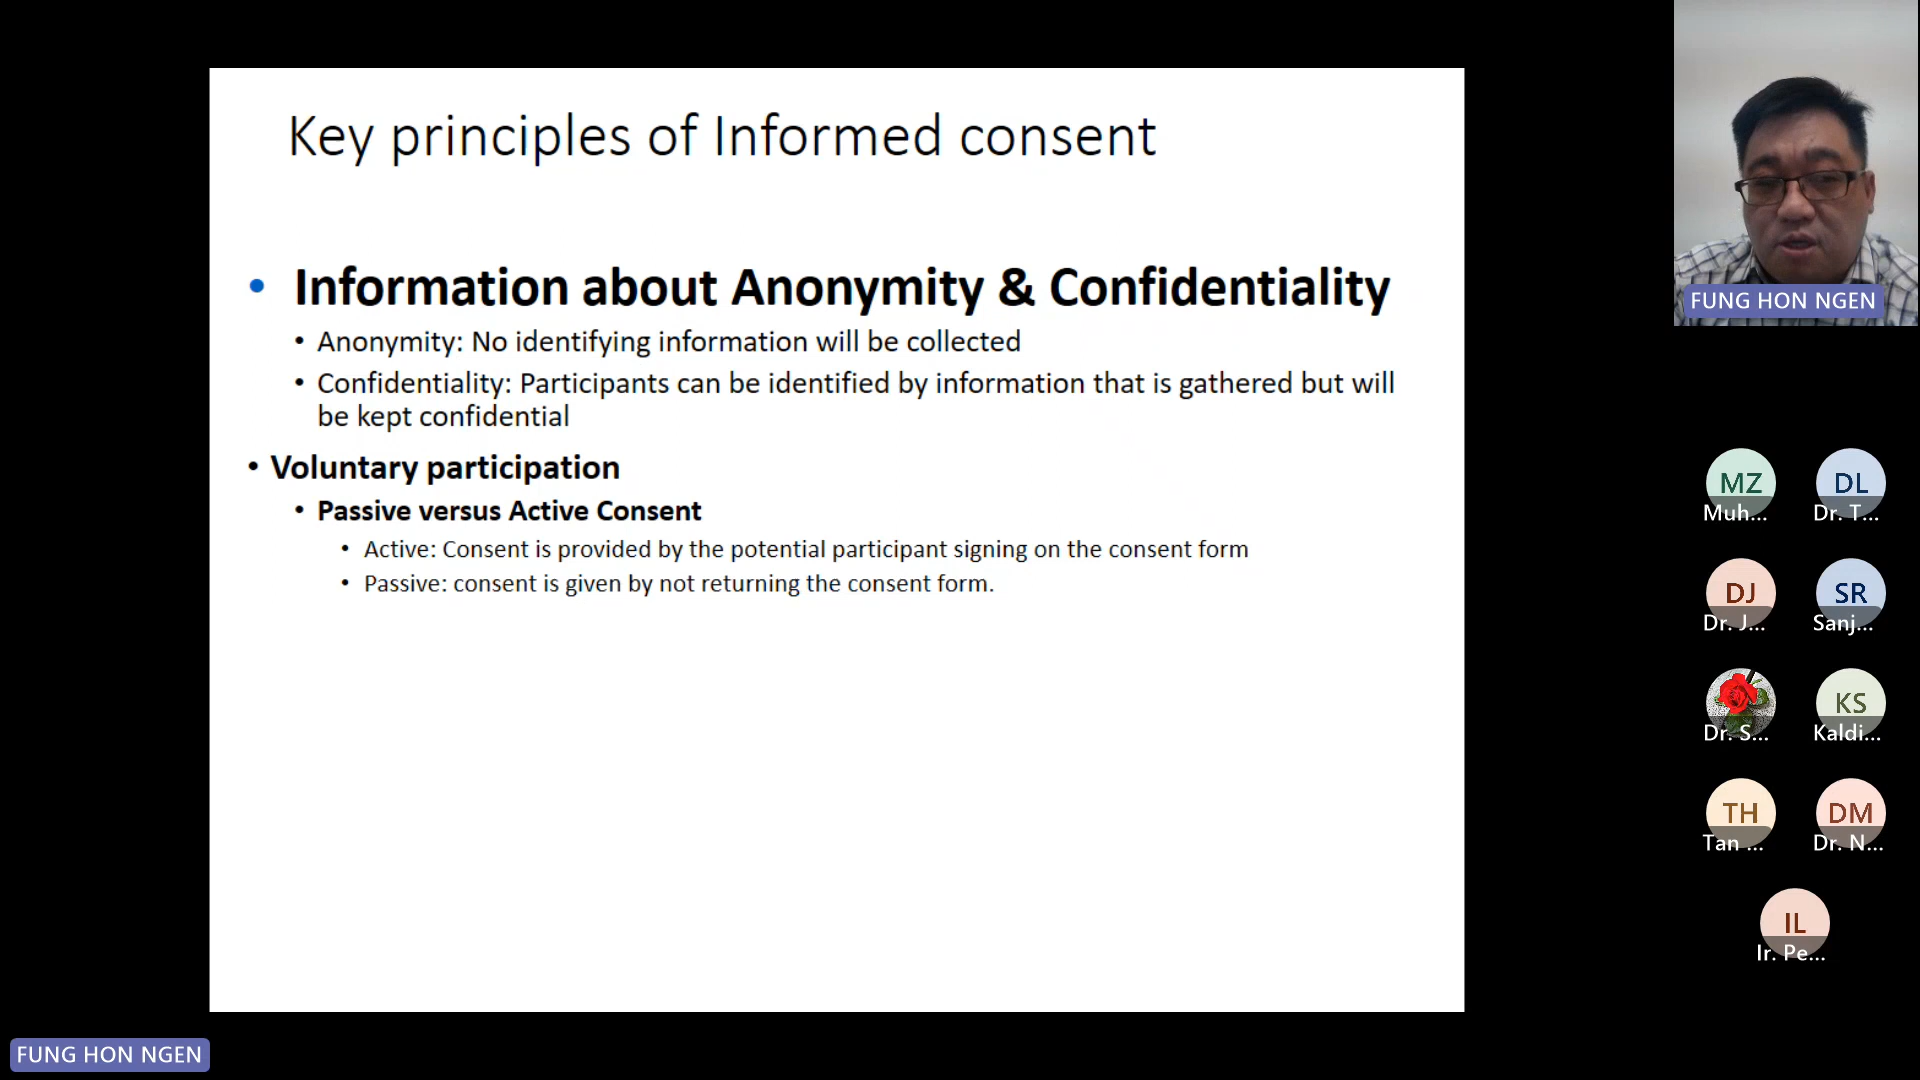 Key principles of Informed consent
• Information about Anonymity & Confidentiality
• Anonymity: No identifying information will be collected
• Confidentiality: Participants can be identified by information that is gathered but will
be kept confidential
• Voluntary participation
• Passive versus Active Consent
• Active: Consent is provided by the potential participant signing on the consent form
• Passive: consent is given by not returning the consent form.
FUNG HON NGEN
MZ
Muh...
DL
Dr. T...
DJ
Dr. J...
SR
Sanj...
Dr. S...
KS
Kaldi...
TH
Tan ...
DM
Dr. N...
IL
Ir. Pe...
FUNG HON NGEN